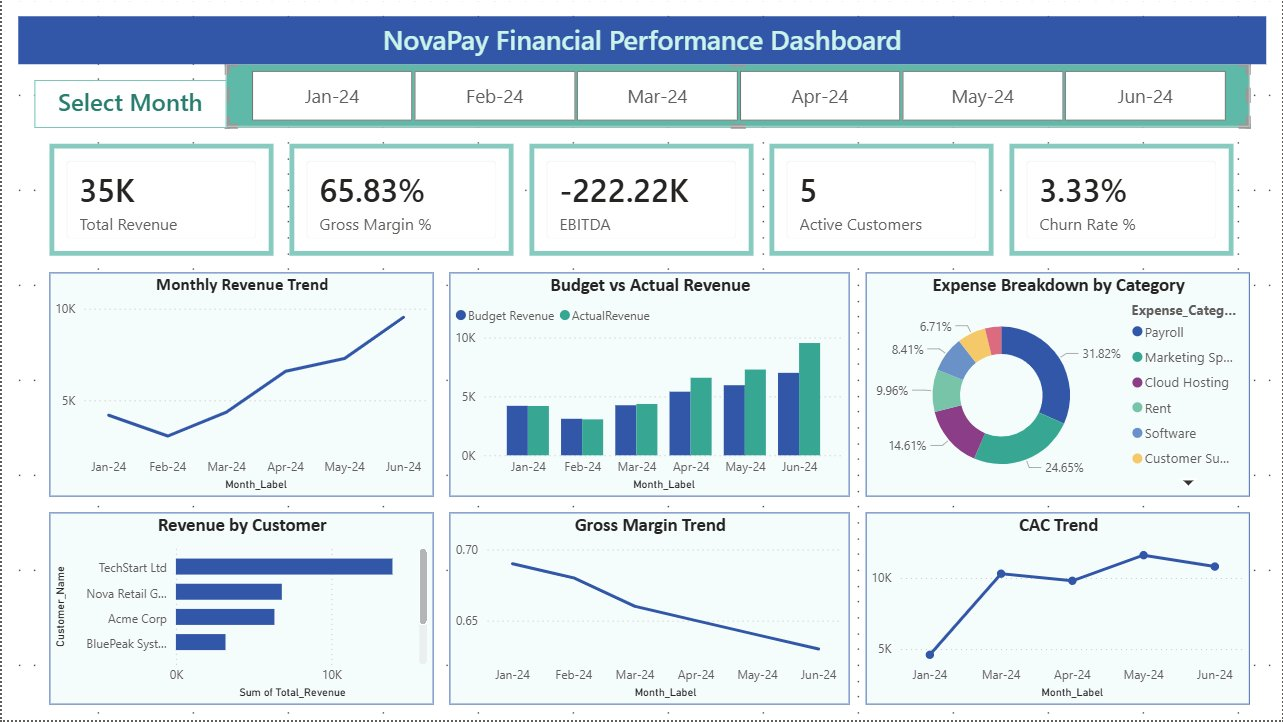 NovaPay Financial Performance Dashboard
Select Month
Jan-24 Feb-24 Mar-24 Apr-24 May-24 Jun-24
35K
Total Revenue
65.83%
Gross Margin %
-222.22K
EBITDA
5
Active Customers
3.33%
Churn Rate %
Monthly Revenue Trend
10K
5K
Jan-24 Feb-24 Mar-24 Apr-24 May-24 Jun-24
Month_Label
Budget vs Actual Revenue
Budget Revenue ActualRevenue
10K
5K
0K
Jan-24 Feb-24 Mar-24 Apr-24 May-24 Jun-24
Month_Label
Expense Breakdown by Category
6.71%
8.41%
9.96%
14.61%
31.82%
24.65%
Expense_Categ...
Payroll
Marketing Sp...
Cloud Hosting
Rent
Software
Customer Su...
Revenue by Customer
Customer_Name
TechStart Ltd
Nova Retail G...
Acme Corp
BluePeak Syst...
0K 10K
Sum of Total_Revenue
Gross Margin Trend
0.70
0.65
Jan-24 Feb-24 Mar-24 Apr-24 May-24 Jun-24
Month_Label
CAC Trend
10K
5K
Jan-24 Mar-24 Apr-24 May-24 Jun-24
Month_Label